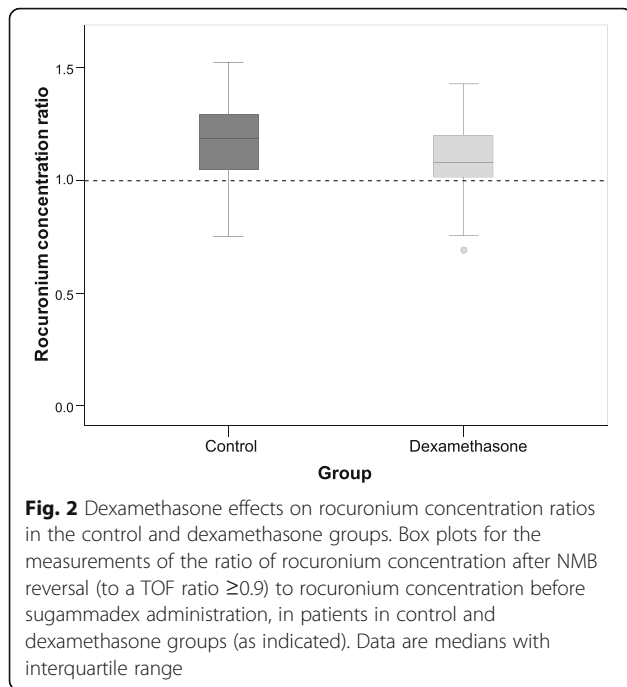 1.5
1.0
0.5
0.0
Rocuronium concentration ratio
Control
Dexamethasone
Group
Fig. 2 Dexamethasone effects on rocuronium concentration ratios
in the control and dexamethasone groups. Box plots for the
measurements of the ratio of rocuronium concentration after NMB
reversal (to a TOF ratio ≥0.9) to rocuronium concentration before
sugammadex administration, in patients in control and
dexamethasone groups (as indicated). Data are medians with
interquartile range